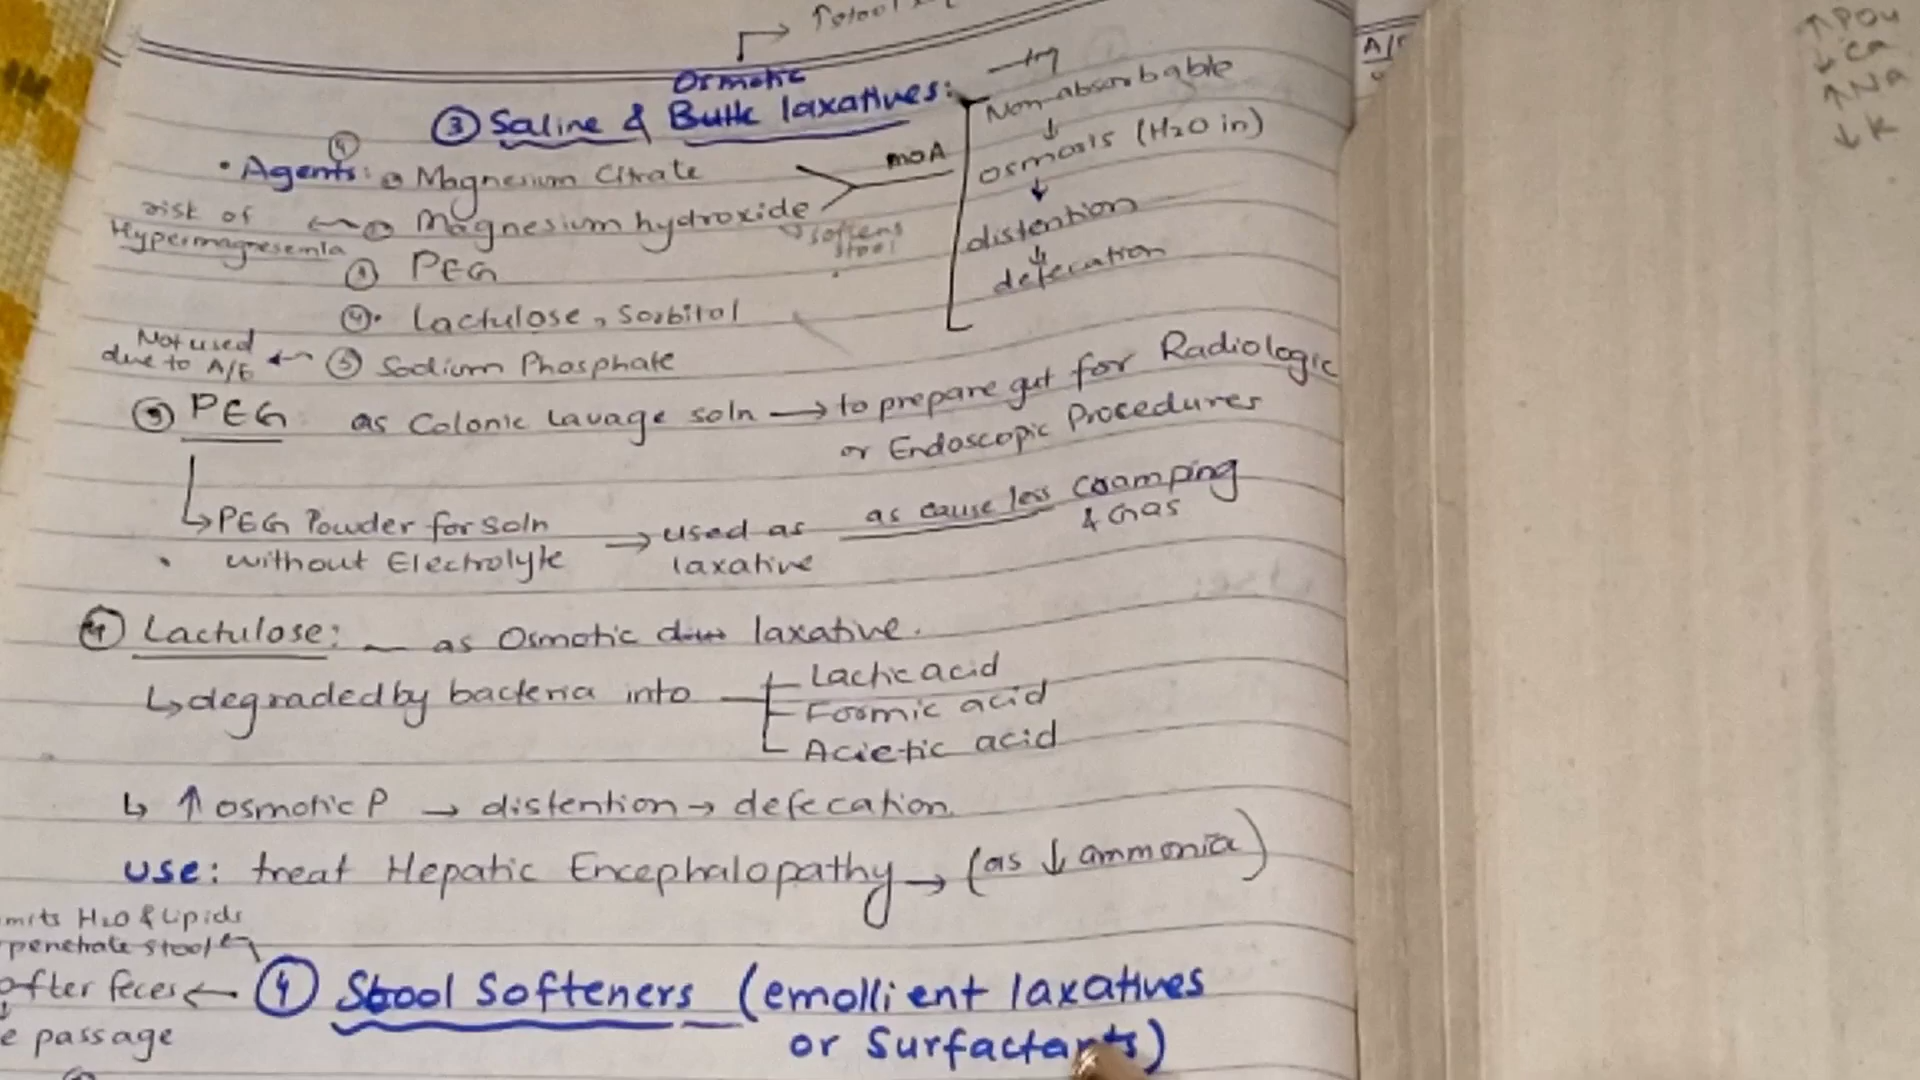 Osmotic
③ Saline & Bulk laxatives:
• Agents: Magnesium Citrate
Magnesium hydroxide
softens stool
risk of
Hypermagnesemia
③ PEG
④• Lactulose, Sorbitol
⑤ Sodium Phosphate
Not used
due to A/E
MOA
Non-absorbable
↓
osmosis (H2O in)
↓
distention
↓
defecation
③ PEG as Colonic Lavage soln → to prepare gut for Radiologic
or Endoscopic Procedures
↳ PEG Powder for soln → used as as cause less cramping
& Gas
without Electrolyte laxative
④ Lactulose: — as Osmotic laxative.
↳ degraded by bacteria into Lactic acid
Formic acid
Acietic acid
↳ ↑ osmotic P → distention → defecation.
use: treat Hepatic Encephalopathy → (as ↓ ammonia)
mits H2O & Lipids
penetrate stool
after feces ← ④ Stool Softeners (emollient laxatives
e passage
or Surfactants)
A/E
↑ PO4
↓ Ca
↑ Na
↓ K